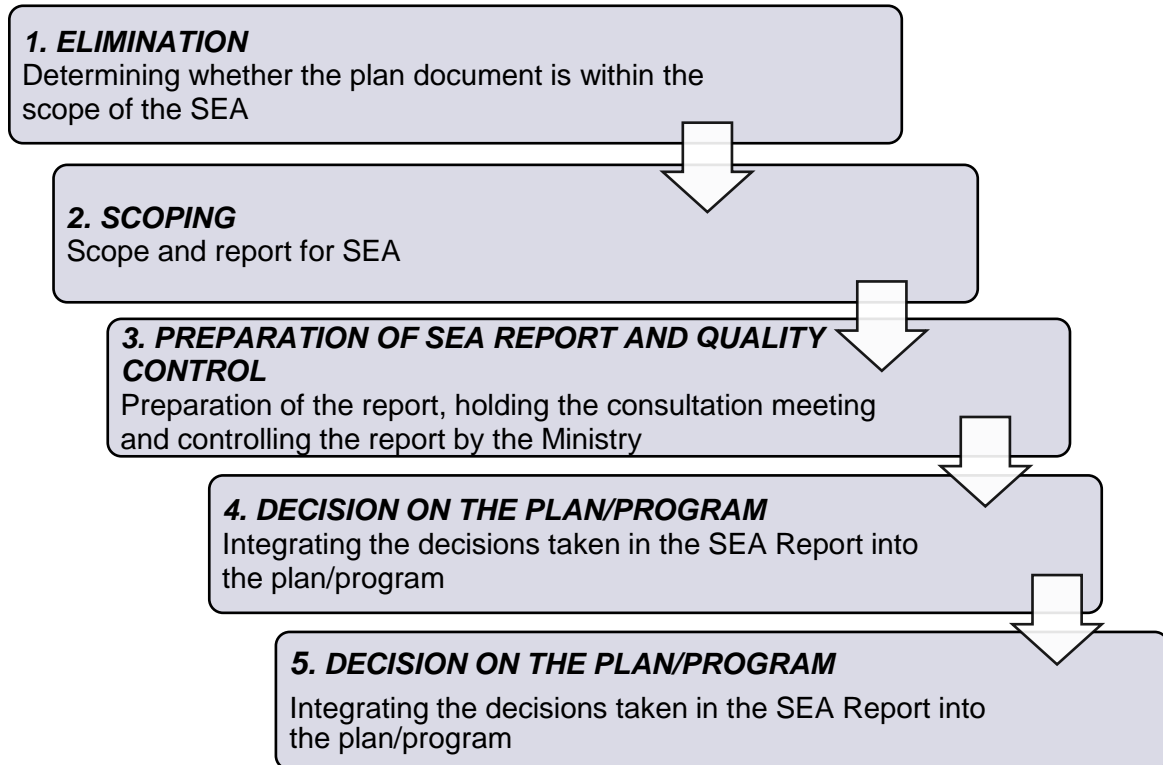 1. ELIMINATION
Determining whether the plan document is within the
scope of the SEA
2. SCOPING
Scope and report for SEA
3. PREPARATION OF SEA REPORT AND QUALITY
CONTROL
Preparation of the report, holding the consultation meeting
and controlling the report by the Ministry
4. DECISION ON THE PLAN/PROGRAM
Integrating the decisions taken in the SEA Report into
the plan/program
5. DECISION ON THE PLAN/PROGRAM
Integrating the decisions taken in the SEA Report into
the plan/program